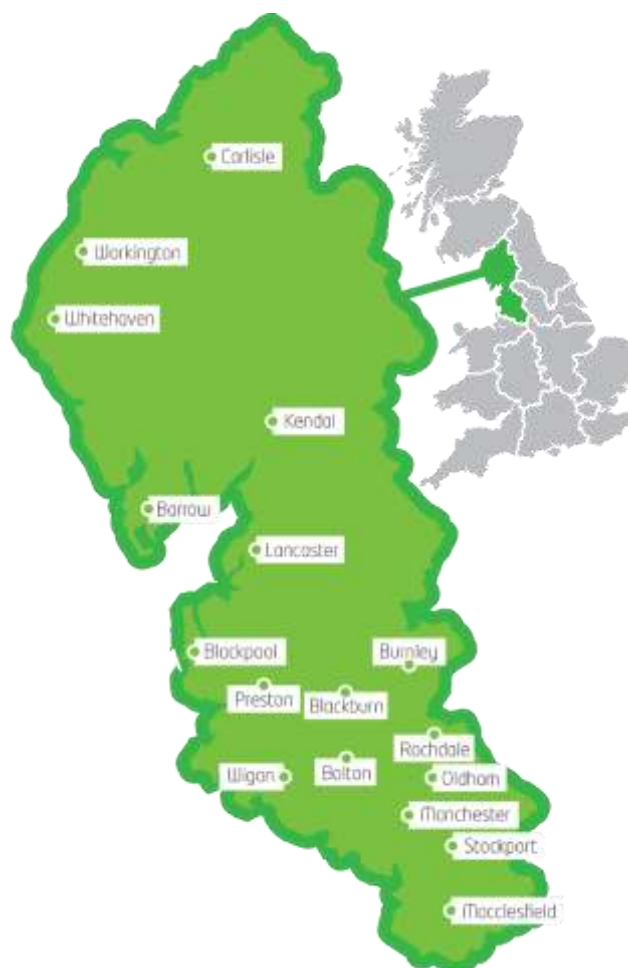 Carlisle
Workington
Whitehaven
Kendal
Barrow
Lancaster
Blackpool
Burnley
Preston
Blackburn
Rochdale
Wigan
Bolton
Oldham
Manchester
Stockport
Macclesfield